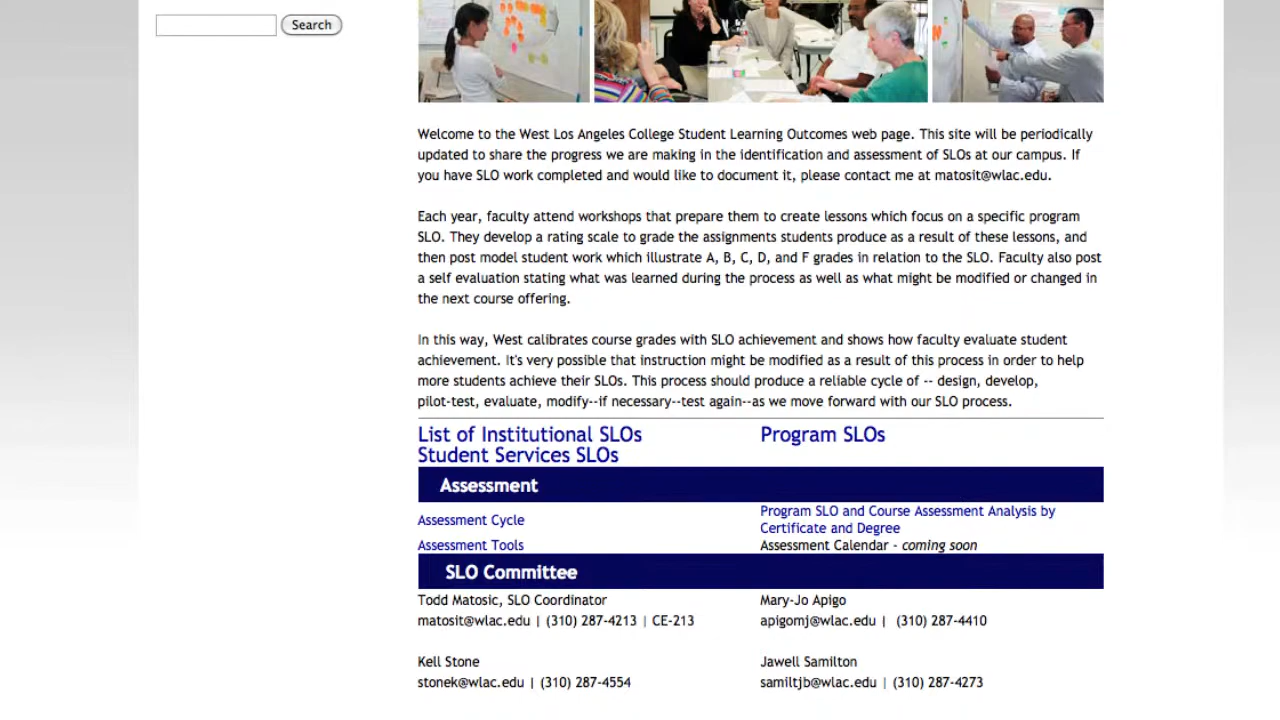 Search
Welcome to the West Los Angeles College Student Learning Outcomes web page. This site will be periodically
updated to share the progress we are making in the identification and assessment of SLOs at our campus. If
you have SLO work completed and would like to document it, please contact me at matosit@wlac.edu.
Each year, faculty attend workshops that prepare them to create lessons which focus on a specific program
SLO. They develop a rating scale to grade the assignments students produce as a result of these lessons, and
then post model student work which illustrate A, B, C, D, and F grades in relation to the SLO. Faculty also post
a self evaluation stating what was learned during the process as well as what might be modified or changed in
the next course offering.
In this way, West calibrates course grades with SLO achievement and shows how faculty evaluate student
achievement. It's very possible that instruction might be modified as a result of this process in order to help
more students achieve their SLOs. This process should produce a reliable cycle of -- design, develop,
pilot-test, evaluate, modify--if necessary--test again--as we move forward with our SLO process.
List of Institutional SLOs
Program SLOs
Student Services SLOs
Assessment
Assessment Cycle
Program SLO and Course Assessment Analysis by
Certificate and Degree
Assessment Tools
Assessment Calendar - coming soon
SLO Committee
Todd Matosic, SLO Coordinator
matosit@wlac.edu | (310) 287-4213 | CE-213
Mary-Jo Apigo
apigomj@wlac.edu | (310) 287-4410
Kell Stone
stonek@wlac.edu | (310) 287-4554
Jawell Samilton
samiltjb@wlac.edu | (310) 287-4273